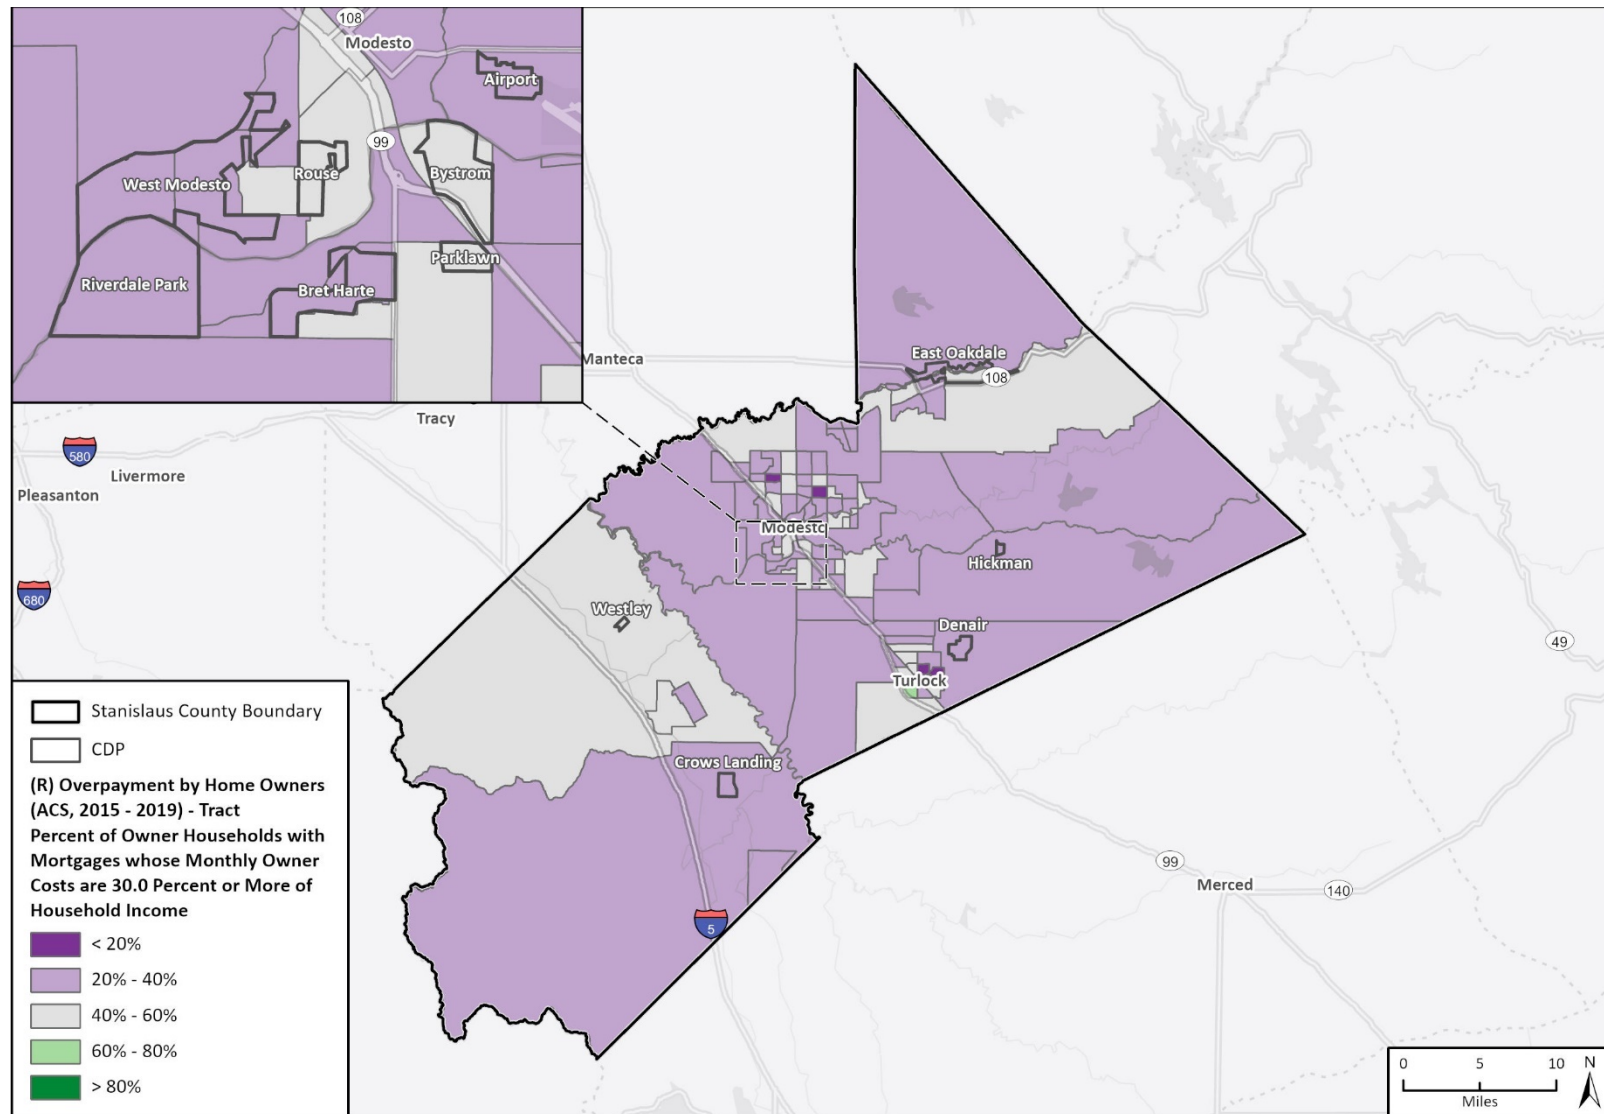 108
Modesto
Airport
99
West Modesto
Rouse
Bystrom
Parklawn
Riverdale Park
Bret Harte
Manteca
Tracy
580
Livermore
Pleasanton
680
East Oakdale
108
Modesto
Hickman
Westley
Denair
Turlock
Crows Landing
5
49
99
Merced
140
Stanislaus County Boundary
CDP
(R) Overpayment by Home Owners
(ACS, 2015 - 2019) - Tract
Percent of Owner Households with
Mortgages whose Monthly Owner
Costs are 30.0 Percent or More of
Household Income
< 20%
20% - 40%
40% - 60%
60% - 80%
> 80%
0 5 10
Miles
N